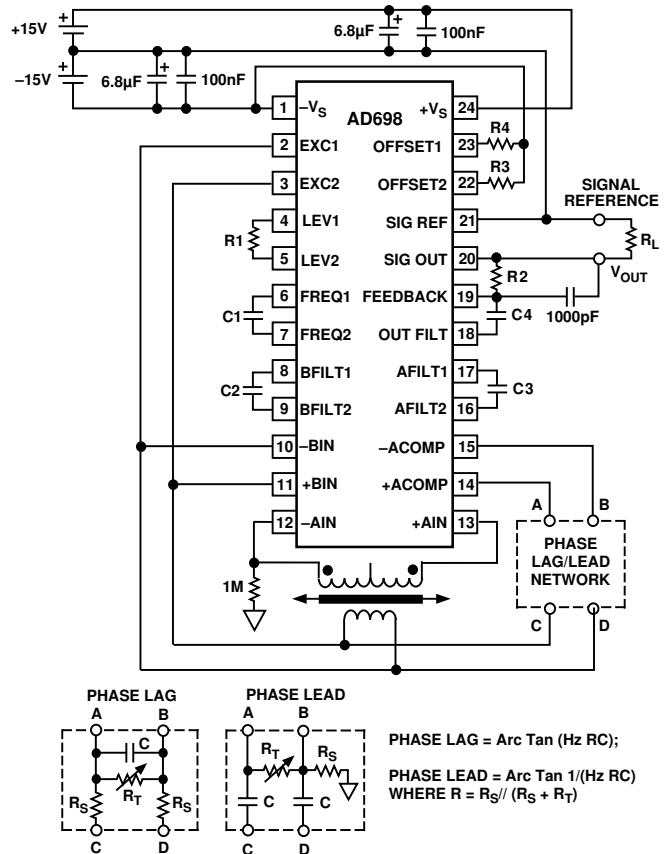 +15V
6.8µF
100nF
–15V
6.8µF
100nF
AD698
1 –VS
+VS 24
2 EXC1
OFFSET1 23
R4
3 EXC2
OFFSET2 22
R3
SIGNAL
REFERENCE
4 LEV1
SIG REF 21
R1
RL
5 LEV2
SIG OUT 20
R2
VOUT
6 FREQ1
FEEDBACK 19
C1
C4
1000pF
7 FREQ2
OUT FILT 18
8 BFILT1
AFILT1 17
C2
C3
9 BFILT2
AFILT2 16
10 –BIN
–ACOMP 15
11 +BIN
+ACOMP 14
A
B
12 –AIN
+AIN 13
1M
PHASE
LAG/LEAD
NETWORK
C
D
PHASE LAG
A
B
C
RS
RT
RS
C
D
PHASE LEAD
A
B
RT
RS
C
C
C
D
PHASE LAG = Arc Tan (Hz RC);
PHASE LEAD = Arc Tan 1/(Hz RC)
WHERE R = RS// (RS + RT)